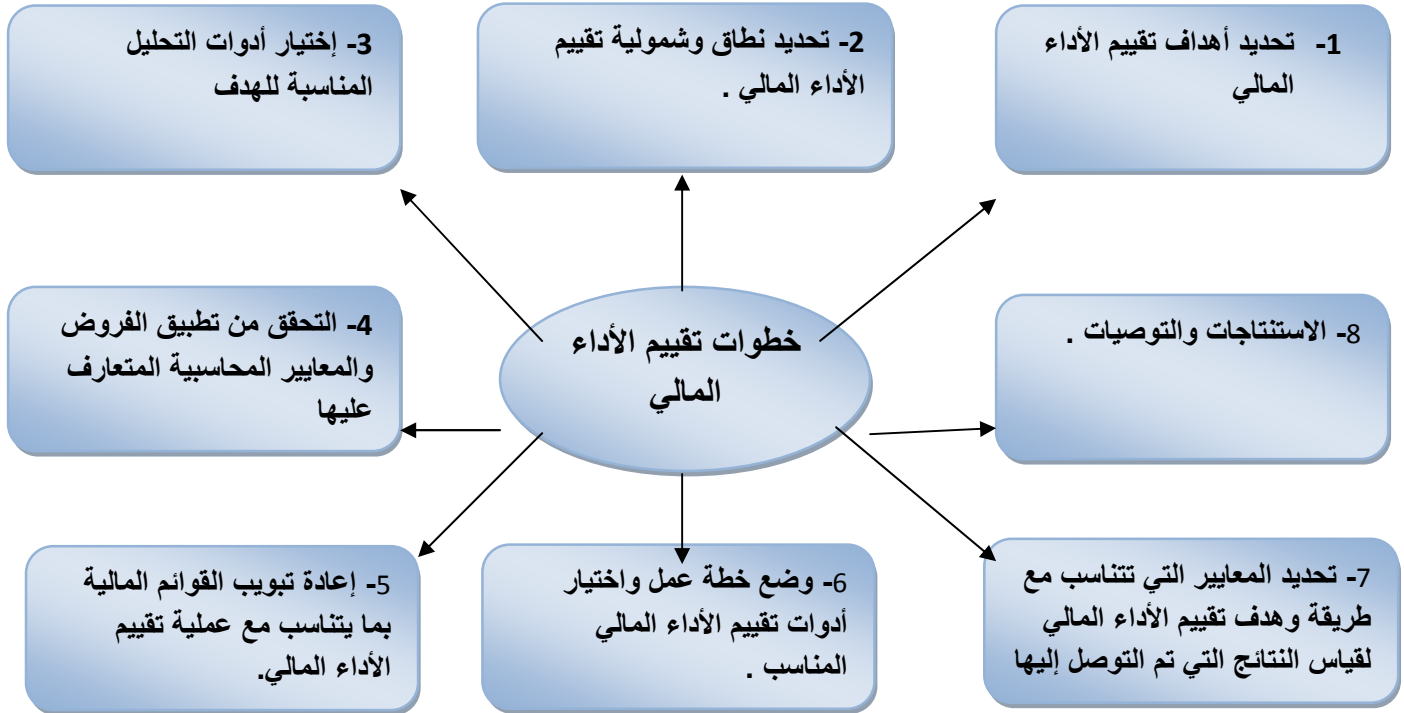 1- تحديد أهداف تقييم الأداء
المالي
2- تحديد نطاق وشمولية تقييم
الأداء المالي .
3- إختيار أدوات التحليل
المناسبة للهدف
خطوات تقييم الأداء
المالي
4- التحقق من تطبيق الفروض
والمعايير المحاسبية المتعارف
عليها
5- إعادة تبويب القوائم المالية
بما يتناسب مع عملية تقييم
الأداء المالي.
6- وضع خطة عمل واختيار
أدوات تقييم الأداء المالي
المناسب .
7- تحديد المعايير التي تتناسب مع
طريقة وهدف تقييم الأداء المالي
لقياس النتائج التي تم التوصل إليها
8- الاستنتاجات والتوصيات .